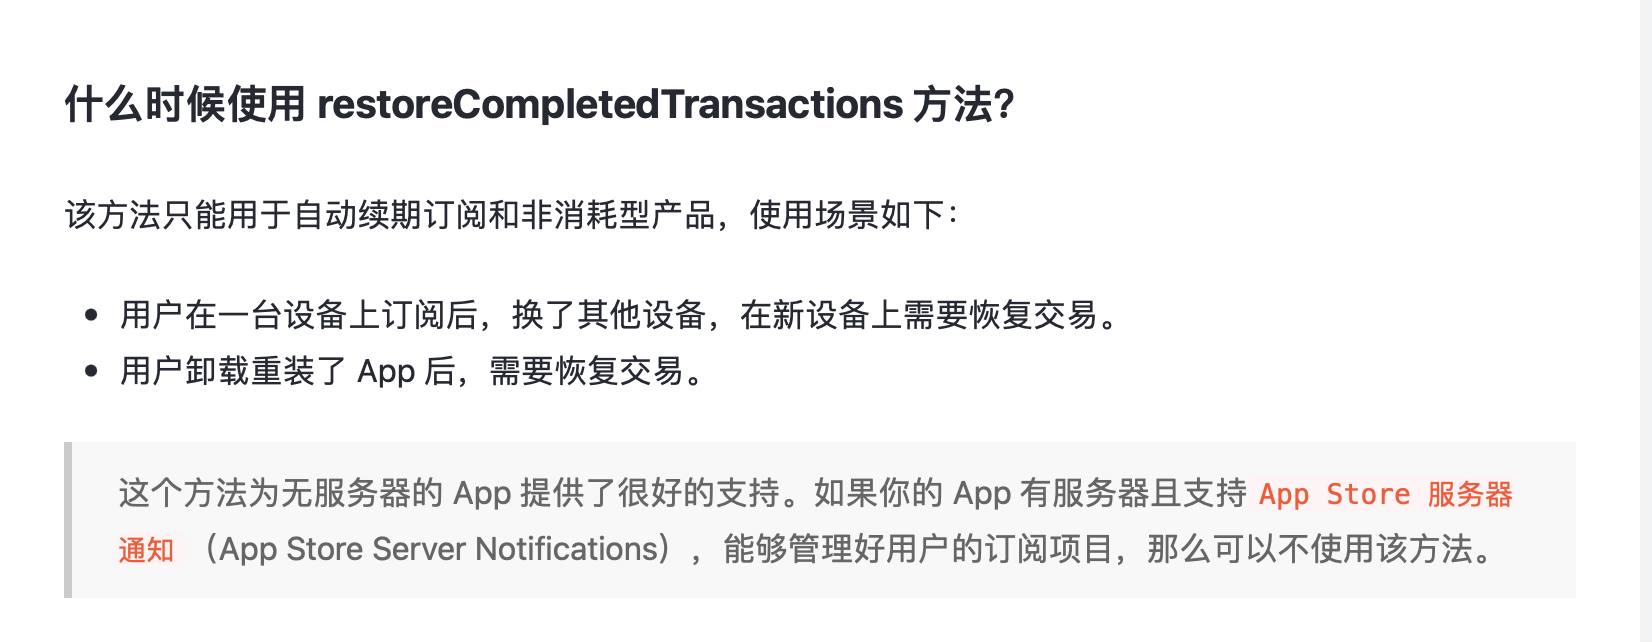 什么时候使用 restoreCompletedTransactions 方法?
该方法只能用于自动续期订阅和非消耗型产品，使用场景如下：
• 用户在一台设备上订阅后，换了其他设备，在新设备上需要恢复交易。
• 用户卸载重装了 App 后，需要恢复交易。
这个方法为无服务器的 App 提供了很好的支持。如果你的 App 有服务器且支持 App Store 服务器
通知 （App Store Server Notifications），能够管理好用户的订阅项目，那么可以不使用该方法。